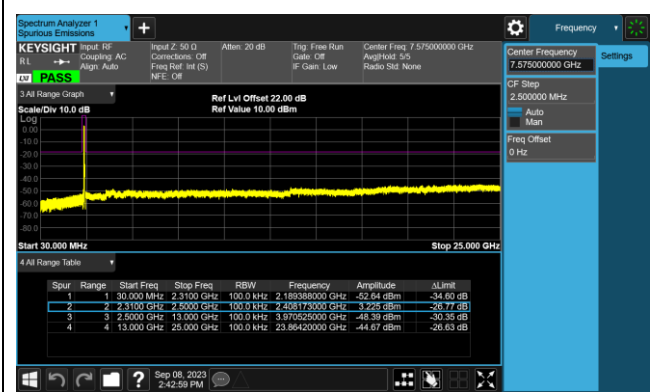 Spectrum Analyzer 1
Spurious Emissions
Frequency
KEYSIGHT Input: RF Input Z: 50 Ω Atten: 20 dB Trig: Free Run Center Freq: 7.575000000 GHz
RL Coupling: AC Corrections: Off Gate: Off Avg|Hold: 5/5
Align: Auto Freq Ref: Int (S) IF Gain: Low Radio Std: None
LXI PASS NFE: Off
Center Frequency
7.575000000 GHz
Settings
CF Step
2.500000 MHz
Auto
Man
Freq Offset
0 Hz
3 All Range Graph
Ref Lvl Offset 22.00 dB
Scale/Div 10.0 dB Ref Value 10.00 dBm
Log
0.00
-10.0
-20.0
-30.0
-40.0
-50.0
-60.0
-70.0
-80.0
Start 30.000 MHz Stop 25.000 GHz
4 All Range Table
Spur Range Start Freq Stop Freq RBW Frequency Amplitude ΔLimit
1 1 30.000 MHz 2.3100 GHz 100.0 kHz 2.189388000 GHz -52.64 dBm -34.60 dB
2 2 2.3100 GHz 2.5000 GHz 100.0 kHz 2.408173000 GHz 3.225 dBm -26.77 dB
3 3 2.5000 GHz 13.000 GHz 100.0 kHz 3.970525000 GHz -48.39 dBm -30.35 dB
4 4 13.000 GHz 25.000 GHz 100.0 kHz 23.86420000 GHz -44.67 dBm -26.63 dB
Sep 08, 2023
2:42:59 PM